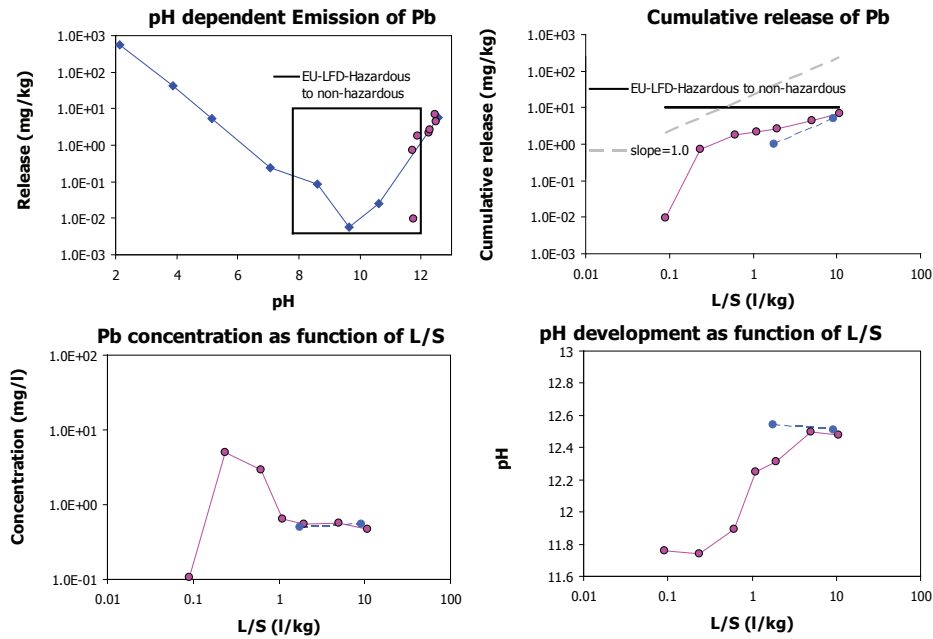 pH dependent Emission of Pb
Release (mg/kg)
1.0E+03
1.0E+02
1.0E+01
1.0E+00
1.0E-01
1.0E-02
1.0E-03
EU-LFD-Hazardous
to non-hazardous
2 4 6 8 10 12
pH
Cumulative release of Pb
Cumulative release (mg/kg)
1.0E+03
1.0E+02
1.0E+01
1.0E+00
1.0E-01
1.0E-02
1.0E-03
EU-LFD-Hazardous to non-hazardous
slope=1.0
0.01 0.1 1 10 100
L/S (l/kg)
Pb concentration as function of L/S
Concentration (mg/l)
1.0E+02
1.0E+01
1.0E+00
1.0E-01
0.01 0.1 1 10 100
L/S (l/kg)
pH development as function of L/S
pH
13
12.8
12.6
12.4
12.2
12
11.8
11.6
0.01 0.1 1 10 100
L/S (l/kg)